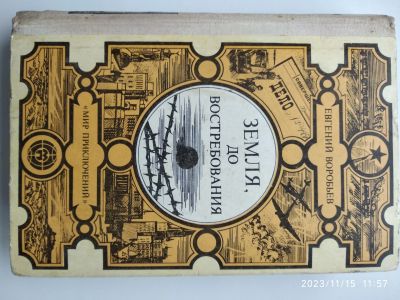 ЕВГЕНИЙ ВОРОБЬЕВ
ДЕЛО
ЗЕМЛЯ,
ДО
ВОСТРЕБОВАНИЯ
«МИР ПРИКЛЮЧЕНИЙ»
2023/11/15 11:57